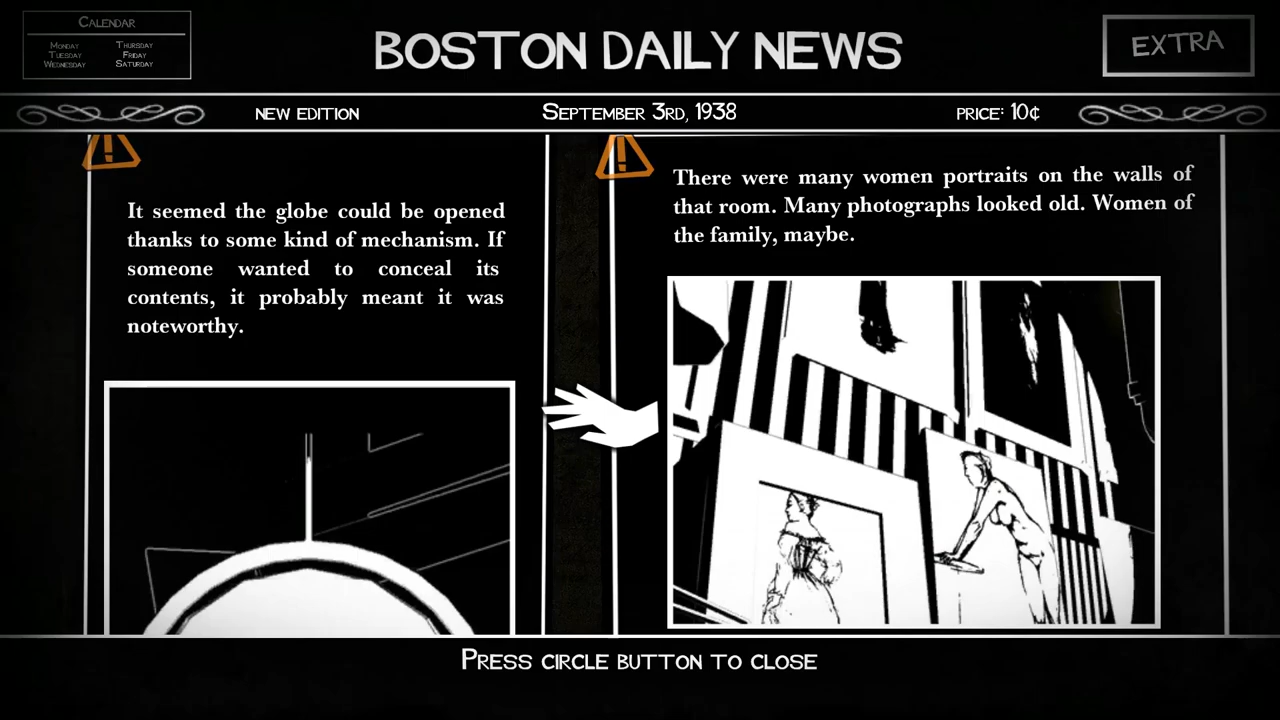 CALENDAR
MONDAY THURSDAY
TUESDAY FRIDAY
WEDNESDAY SATURDAY
BOSTON DAILY NEWS
EXTRA
NEW EDITION SEPTEMBER 3RD, 1938 PRICE: 10¢
It seemed the globe could be opened
thanks to some kind of mechanism. If
someone wanted to conceal its
contents, it probably meant it was
noteworthy.
There were many women portraits on the walls of
that room. Many photographs looked old. Women of
the family, maybe.
PRESS CIRCLE BUTTON TO CLOSE